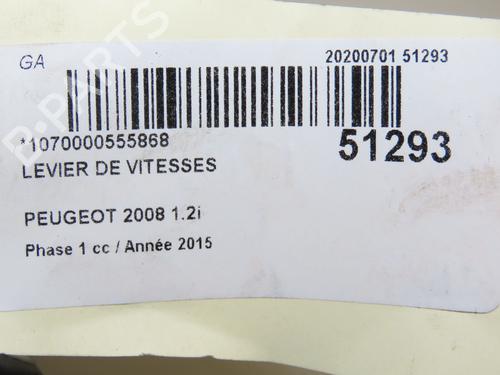 GA
20200701 51293
*1070000555868
51293
LEVIER DE VITESSES
PEUGEOT 2008 1.2i
Phase 1 cc / Année 2015